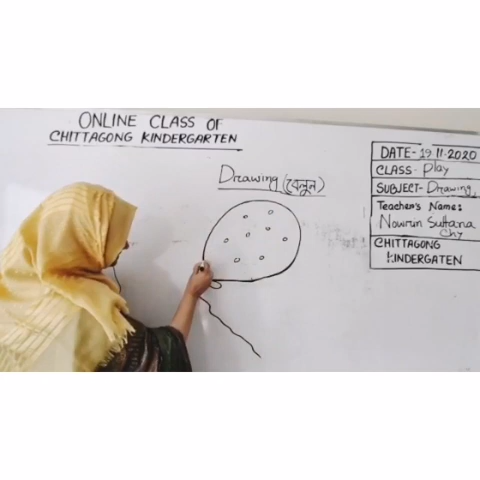 ONLINE CLASS OF
CHITTAGONG KINDERGARTEN
Drawing (বেলুন)
DATE- 19 11-2020
CLASS- Play
SUBJECT- Drawing
Teacher's Name:
Nowrin Sultana
Chy
CHITTAGONG
KINDERGATEN